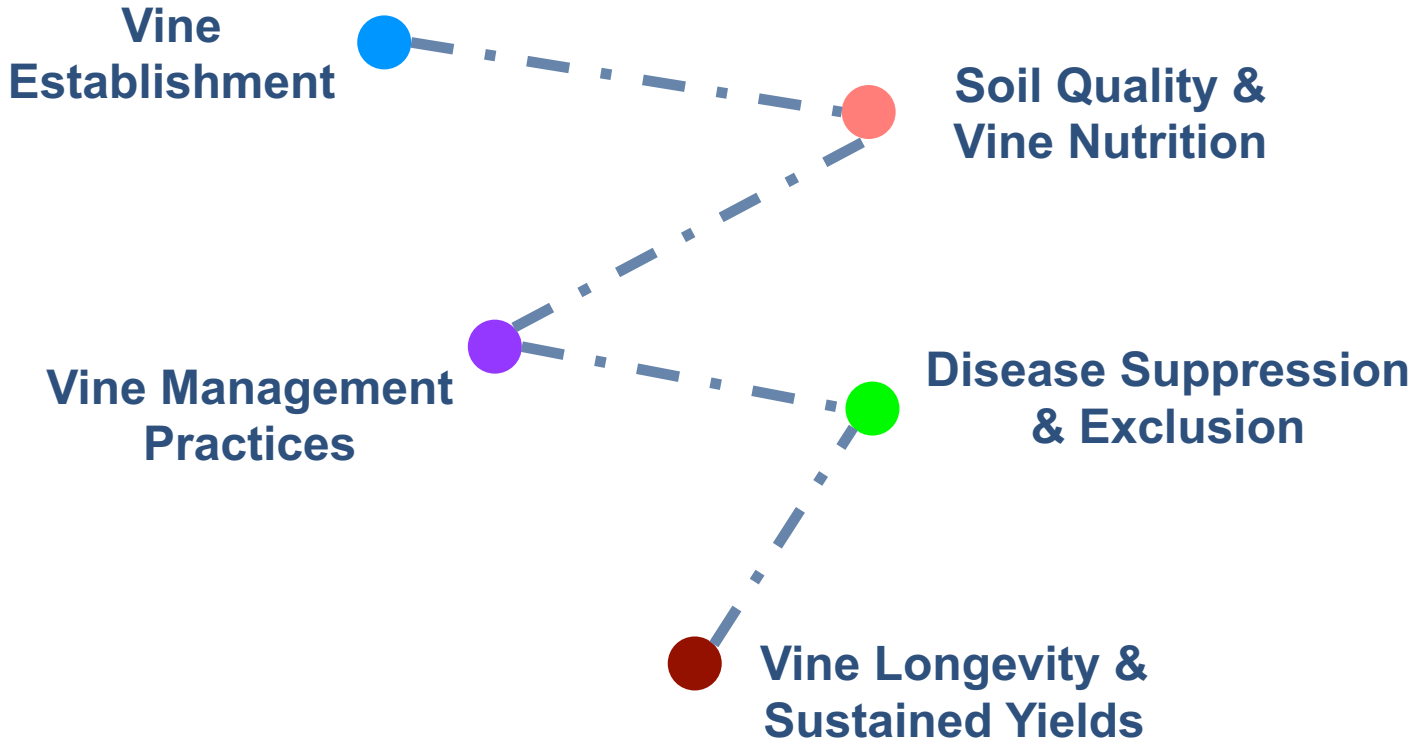 Vine
Establishment
Soil Quality &
Vine Nutrition
Vine Management
Practices
Disease Suppression
& Exclusion
Vine Longevity &
Sustained Yields